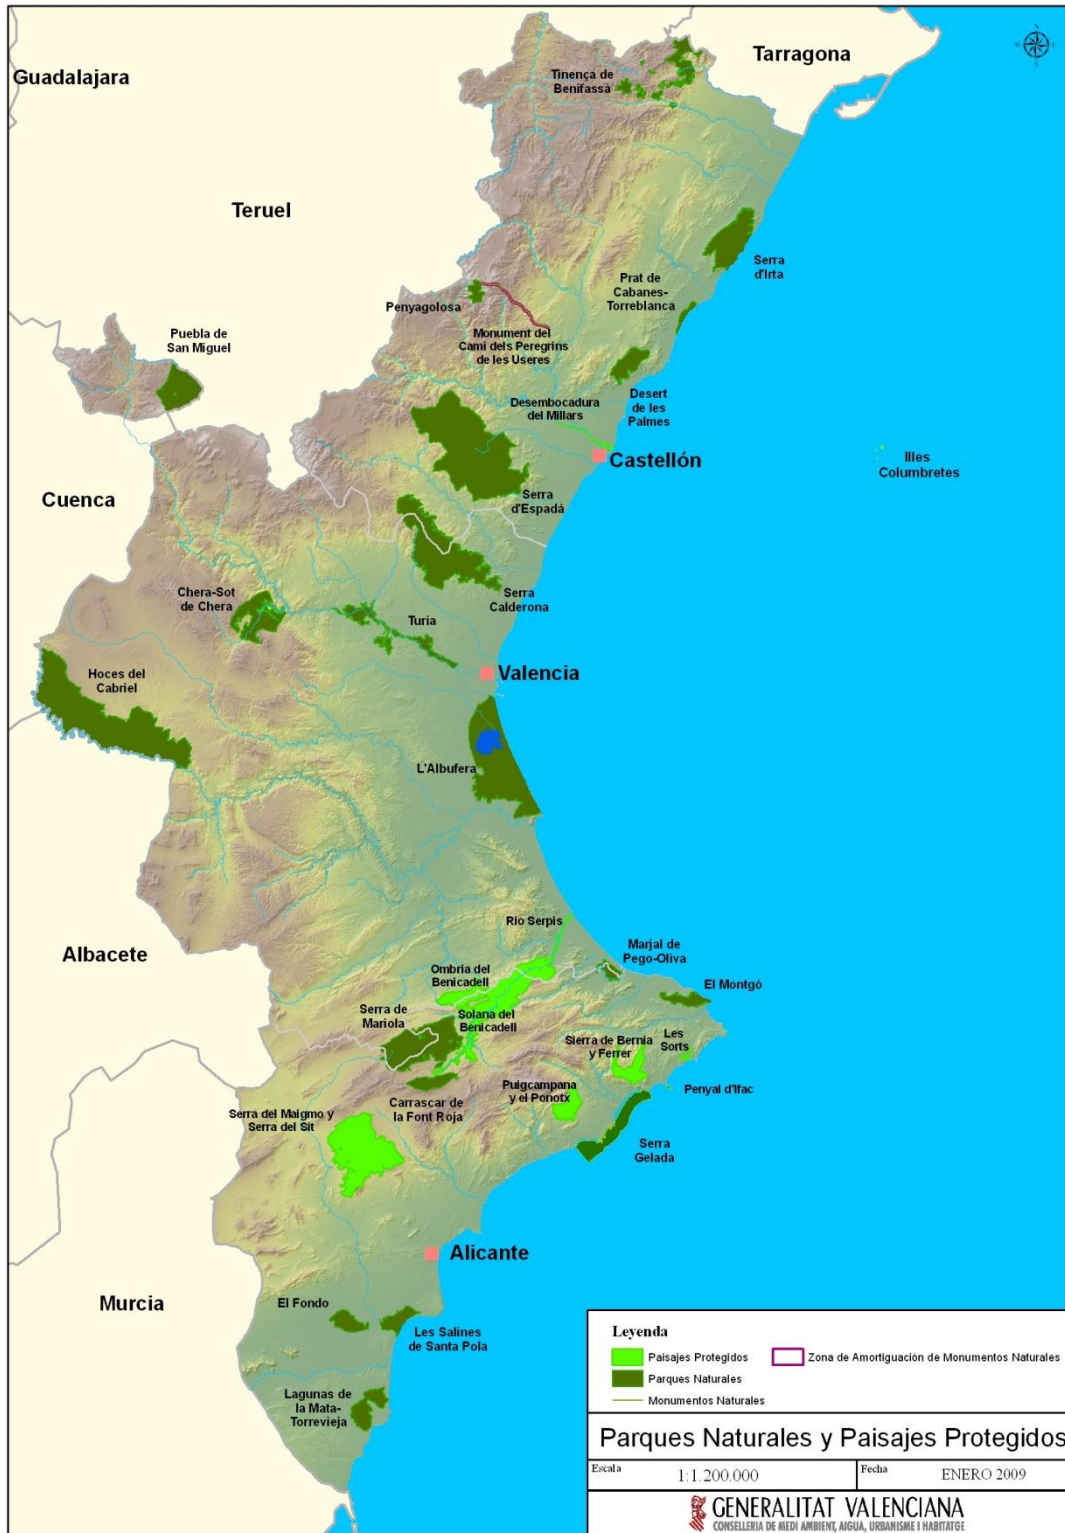 Guadalajara
Tarragona
N
W
E
S
Tinença de
Benifassá
Teruel
Serra
d'Irta
Prat de
Cabanes-
Torreblanca
Penyagolosa
Monument del
Camí dels Peregrins
de les Useres
Puebla de
San Miguel
Desert
de les
Palmes
Desembocadura
del Millars
Castellón
Illes
Columbretes
Cuenca
Serra
d'Espadà
Chera-Sot
de Chera
Serra
Calderona
Turia
Valencia
Hoces del
Cabriel
L'Albufera
Albacete
Rio Serpis
Marjal de
Pego-Oliva
Ombria del
Benicadell
El Montgó
Serra de
Mariola
Solana del
Benicadell
Les
Sorts
Sierra de Bernia
y Ferrer
Penyal d'Ifac
Puigcampana
y el Ponotx
Carrascar de
la Font Roja
Serra del Maigmo y
Serra del Sit
Serra
Gelada
Alicante
Murcia
El Fondo
Les Salines
de Santa Pola
Lagunas de
la Mata-
Torrevieja
Leyenda
Paisajes Protegidos
Zona de Amortiguación de Monumentos Naturales
Parques Naturales
Monumentos Naturales
Parques Naturales y Paisajes Protegidos
Escala 1:1.200.000 Fecha ENERO 2009
GENERALITAT VALENCIANA
CONSELLERIA DE MEDI AMBIENT, AIGUA, URBANISME I HABITATGE